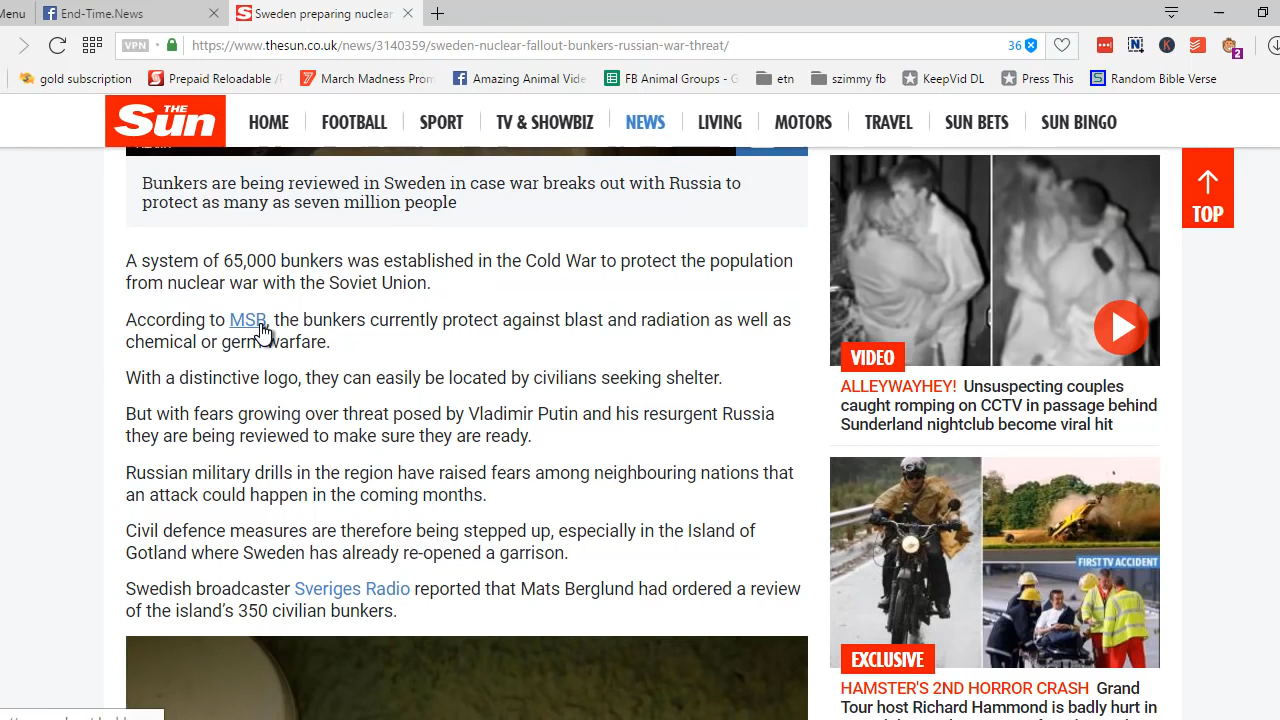 Menu
End-Time.News
Sweden preparing nuclear
VPN
https://www.thesun.co.uk/news/3140359/sweden-nuclear-fallout-bunkers-russian-war-threat/
36
2
gold subscription
Prepaid Reloadable /
March Madness Prom
Amazing Animal Vide
FB Animal Groups - G
etn
szimmy fb
KeepVid DL
Press This
Random Bible Verse
THE Sun
HOME
FOOTBALL
SPORT
TV & SHOWBIZ
NEWS
LIVING
MOTORS
TRAVEL
SUN BETS
SUN BINGO
Bunkers are being reviewed in Sweden in case war breaks out with Russia to
protect as many as seven million people
A system of 65,000 bunkers was established in the Cold War to protect the population
from nuclear war with the Soviet Union.
According to MSB, the bunkers currently protect against blast and radiation as well as
chemical or germ warfare.
With a distinctive logo, they can easily be located by civilians seeking shelter.
But with fears growing over threat posed by Vladimir Putin and his resurgent Russia
they are being reviewed to make sure they are ready.
Russian military drills in the region have raised fears among neighbouring nations that
an attack could happen in the coming months.
Civil defence measures are therefore being stepped up, especially in the Island of
Gotland where Sweden has already re-opened a garrison.
Swedish broadcaster Sveriges Radio reported that Mats Berglund had ordered a review
of the island's 350 civilian bunkers.
TOP
VIDEO
ALLEYWAYHEY! Unsuspecting couples
caught romping on CCTV in passage behind
Sunderland nightclub become viral hit
FIRST TV ACCIDENT
EXCLUSIVE
HAMSTER'S 2ND HORROR CRASH Grand
Tour host Richard Hammond is badly hurt in